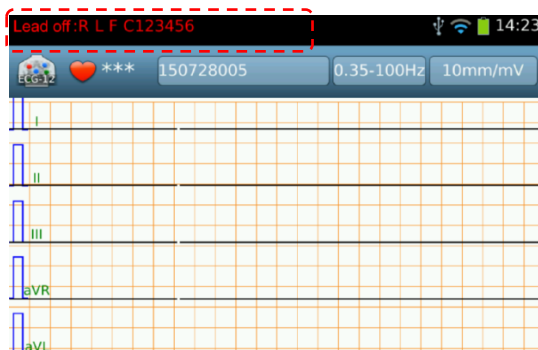 Lead off:R L F C123456
14:23
ECG-12
***
150728005
0.35-100Hz
10mm/mV
I
II
III
aVR
aVL